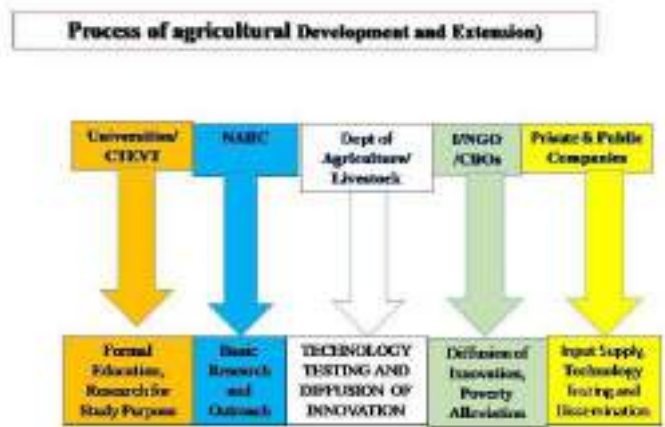 Process of agricultural Development and Extension)
Universities/
CTEVT
NARC
Dept of
Agriculture/
Livestock
I/NGO
/CBOs
Private & Public
Companies
Formal
Education,
Research for
Study Purpose
Basic
Research
and
Outreach
TECHNOLOGY
TESTING AND
DIFFUSION OF
INNOVATION
Diffusion of
Innovation,
Poverty
Alleviation
Input Supply,
Technology
Testing and
Dissemination